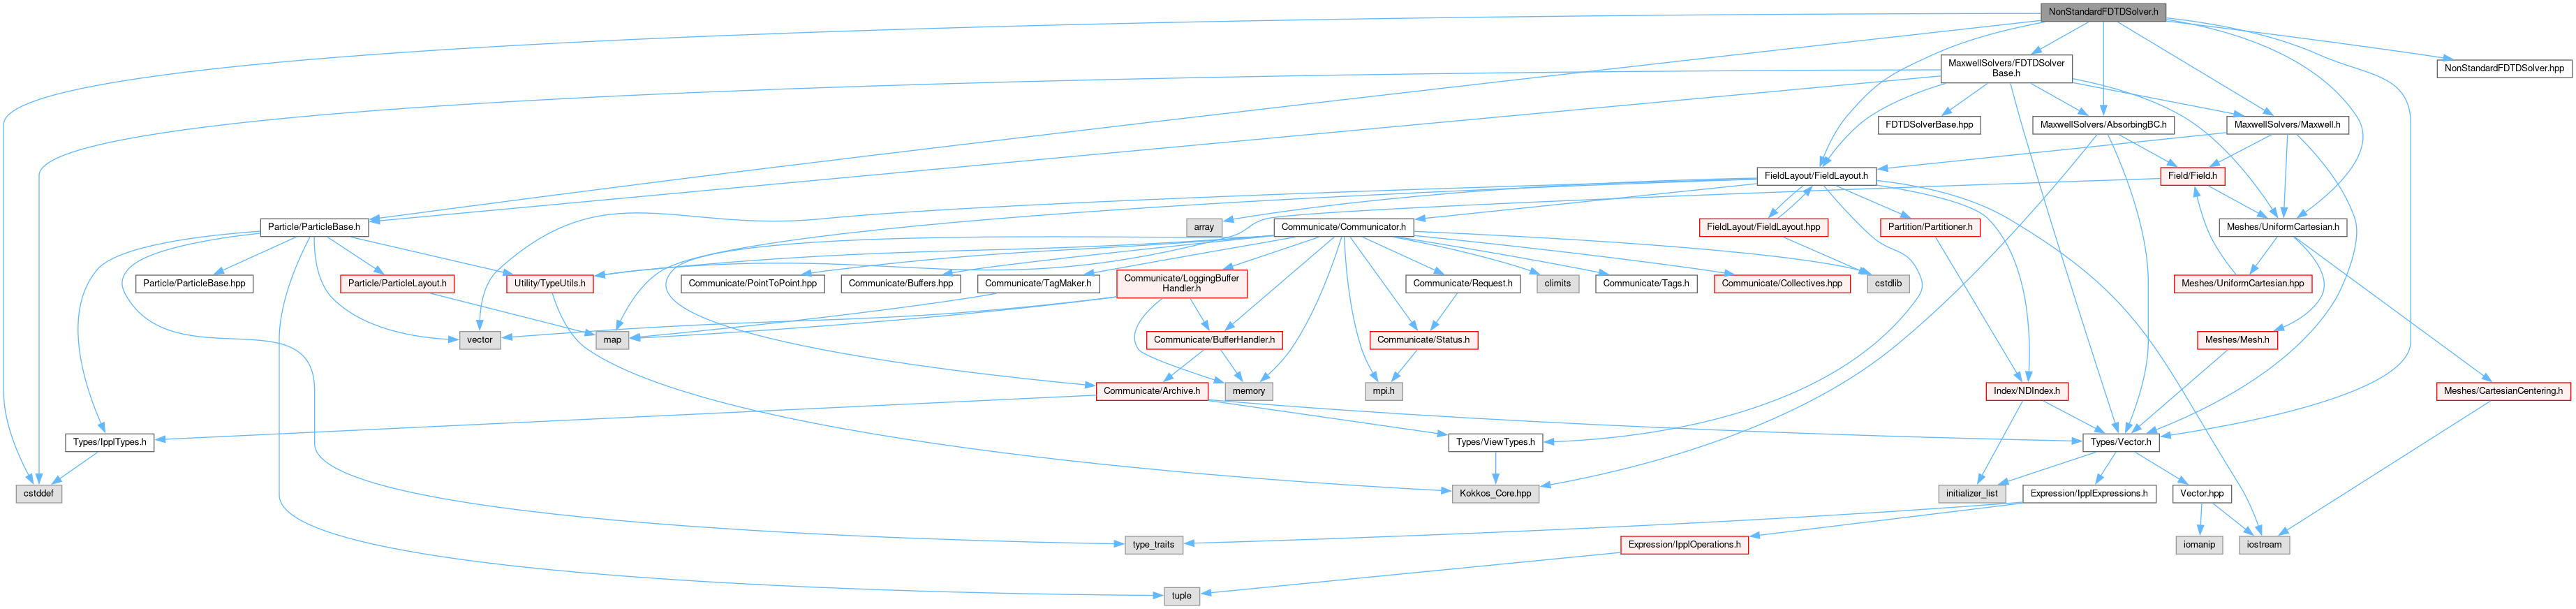 NonStandardFDTDSolver.h
MaxwellSolvers/FDTDSolver
Base.h
NonStandardFDTDSolver.hpp
FDTDSolverBase.hpp
MaxwellSolvers/AbsorbingBC.h
MaxwellSolvers/Maxwell.h
FieldLayout/FieldLayout.h
Field/Field.h
Particle/ParticleBase.h
array
Communicate/Communicator.h
FieldLayout/FieldLayout.hpp
Partition/Partitioner.h
Meshes/UniformCartesian.h
Particle/ParticleBase.hpp
Particle/ParticleLayout.h
Utility/TypeUtils.h
Communicate/PointToPoint.hpp
Communicate/Buffers.hpp
Communicate/TagMaker.h
Communicate/LoggingBuffer
Handler.h
Communicate/Request.h
climits
Communicate/Tags.h
Communicate/Collectives.hpp
cstdlib
Meshes/UniformCartesian.hpp
vector
map
Communicate/BufferHandler.h
Communicate/Status.h
Meshes/Mesh.h
Communicate/Archive.h
memory
mpi.h
Index/NDIndex.h
Meshes/CartesianCentering.h
Types/IpplTypes.h
Types/ViewTypes.h
Types/Vector.h
cstddef
Kokkos_Core.hpp
initializer_list
Expression/IpplExpressions.h
Vector.hpp
type_traits
Expression/IpplOperations.h
iomanip
iostream
tuple